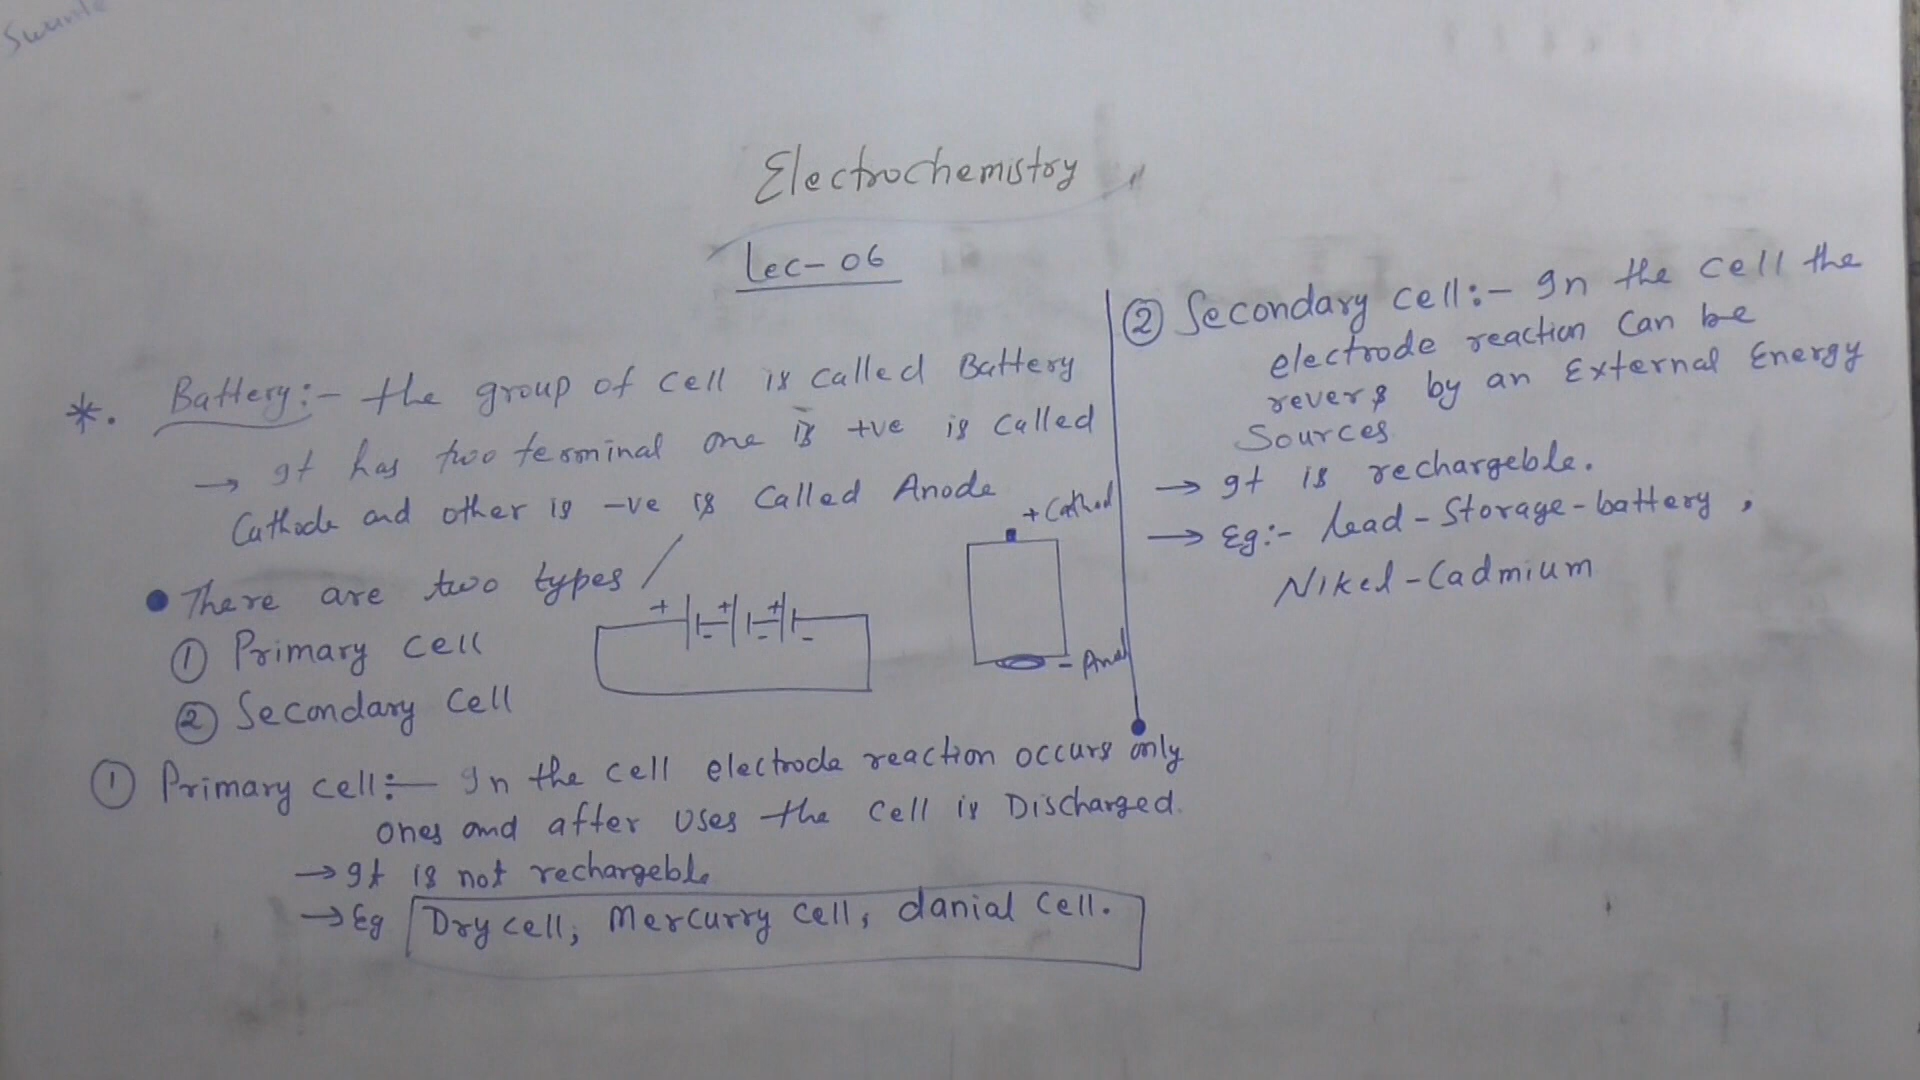 Electrochemistry
Lec-06
*. Battery:- the group of cell is called Battery
→ It has two terminal one is +ve is called
Cathode and other is -ve is called Anode
+ Cathod
- Anod
• There are two types
① Primary cell
② Secondary cell
+ + +
- - -
① Primary cell:- In the cell electrode reaction occurs only
ones and after uses the cell is Discharged.
→ It is not rechargeble
→ Eg Dry cell, Mercurry cell, danial cell.
② Secondary cell:- In the cell the
electrode reaction can be
revers by an External Energy
Sources
→ It is rechargeble.
→ Eg:- lead-Storage-battery,
Nikel-Cadmium